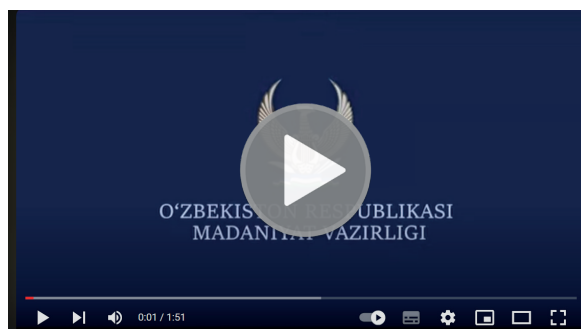 O‘ZBEKISTON RESPUBLIKASI
MADANIYAT VAZIRLIGI
0:01 / 1:51